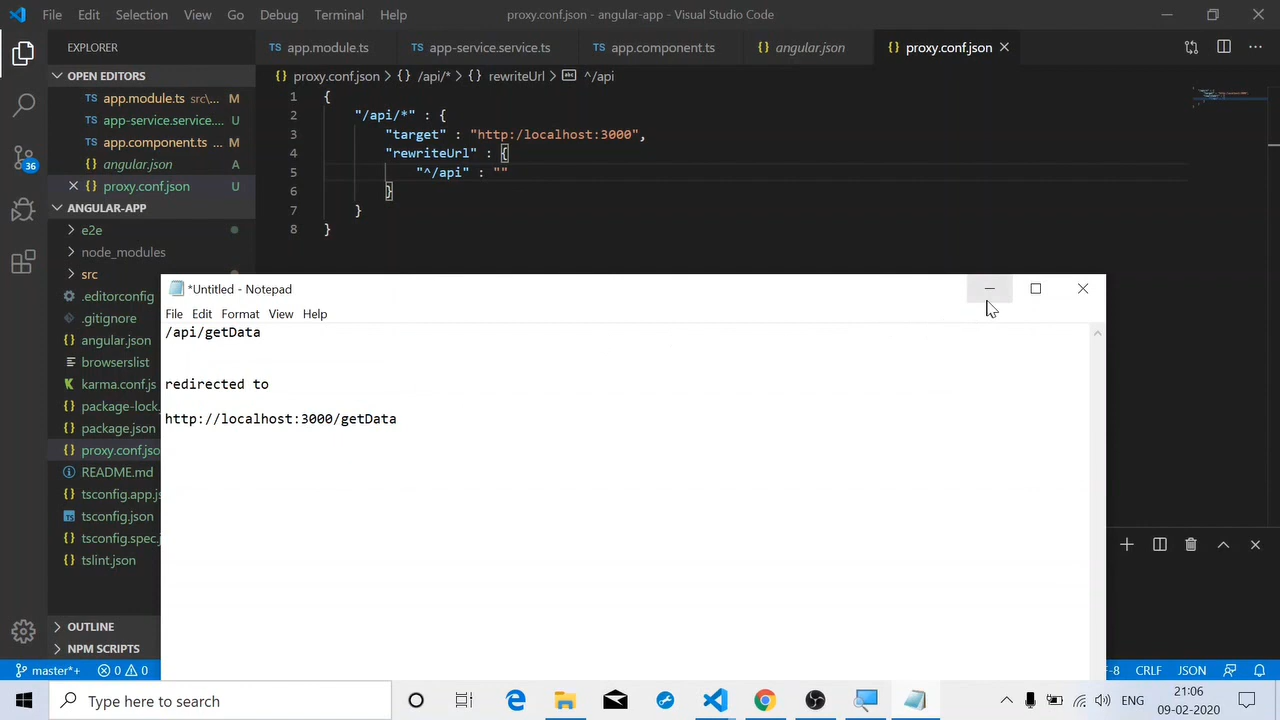 File Edit Selection View Go Debug Terminal Help proxy.conf.json - angular-app - Visual Studio Code
EXPLORER
TS app.module.ts TS app-service.service.ts TS app.component.ts {} angular.json {} proxy.conf.json
OPEN EDITORS
proxy.conf.json > {} /api/* > {} rewriteUrl > abc ^/api
TS app.module.ts src\... M
TS app-service.service.... U
TS app.component.ts ... M
{} angular.json A
{} proxy.conf.json U
ANGULAR-APP
e2e
node_modules
src
.editorconfig
.gitignore
{} angular.json
browserslist
karma.conf.js
{} package-lock.
{} package.json
{} proxy.conf.jso
README.md
{} tsconfig.app.js
TS tsconfig.json
{} tsconfig.spec.j
{} tslint.json
OUTLINE
NPM SCRIPTS
1 {
2 "/api/*" : {
3 "target" : "http:/localhost:3000",
4 "rewriteUrl" : {
5 "^/api" : ""
6 }
7 }
8 }
*Untitled - Notepad
File Edit Format View Help
/api/getData
redirected to
http://localhost:3000/getData
36
master*+ 0 0
F-8 CRLF JSON
Type here to search
ENG
21:06
09-02-2020